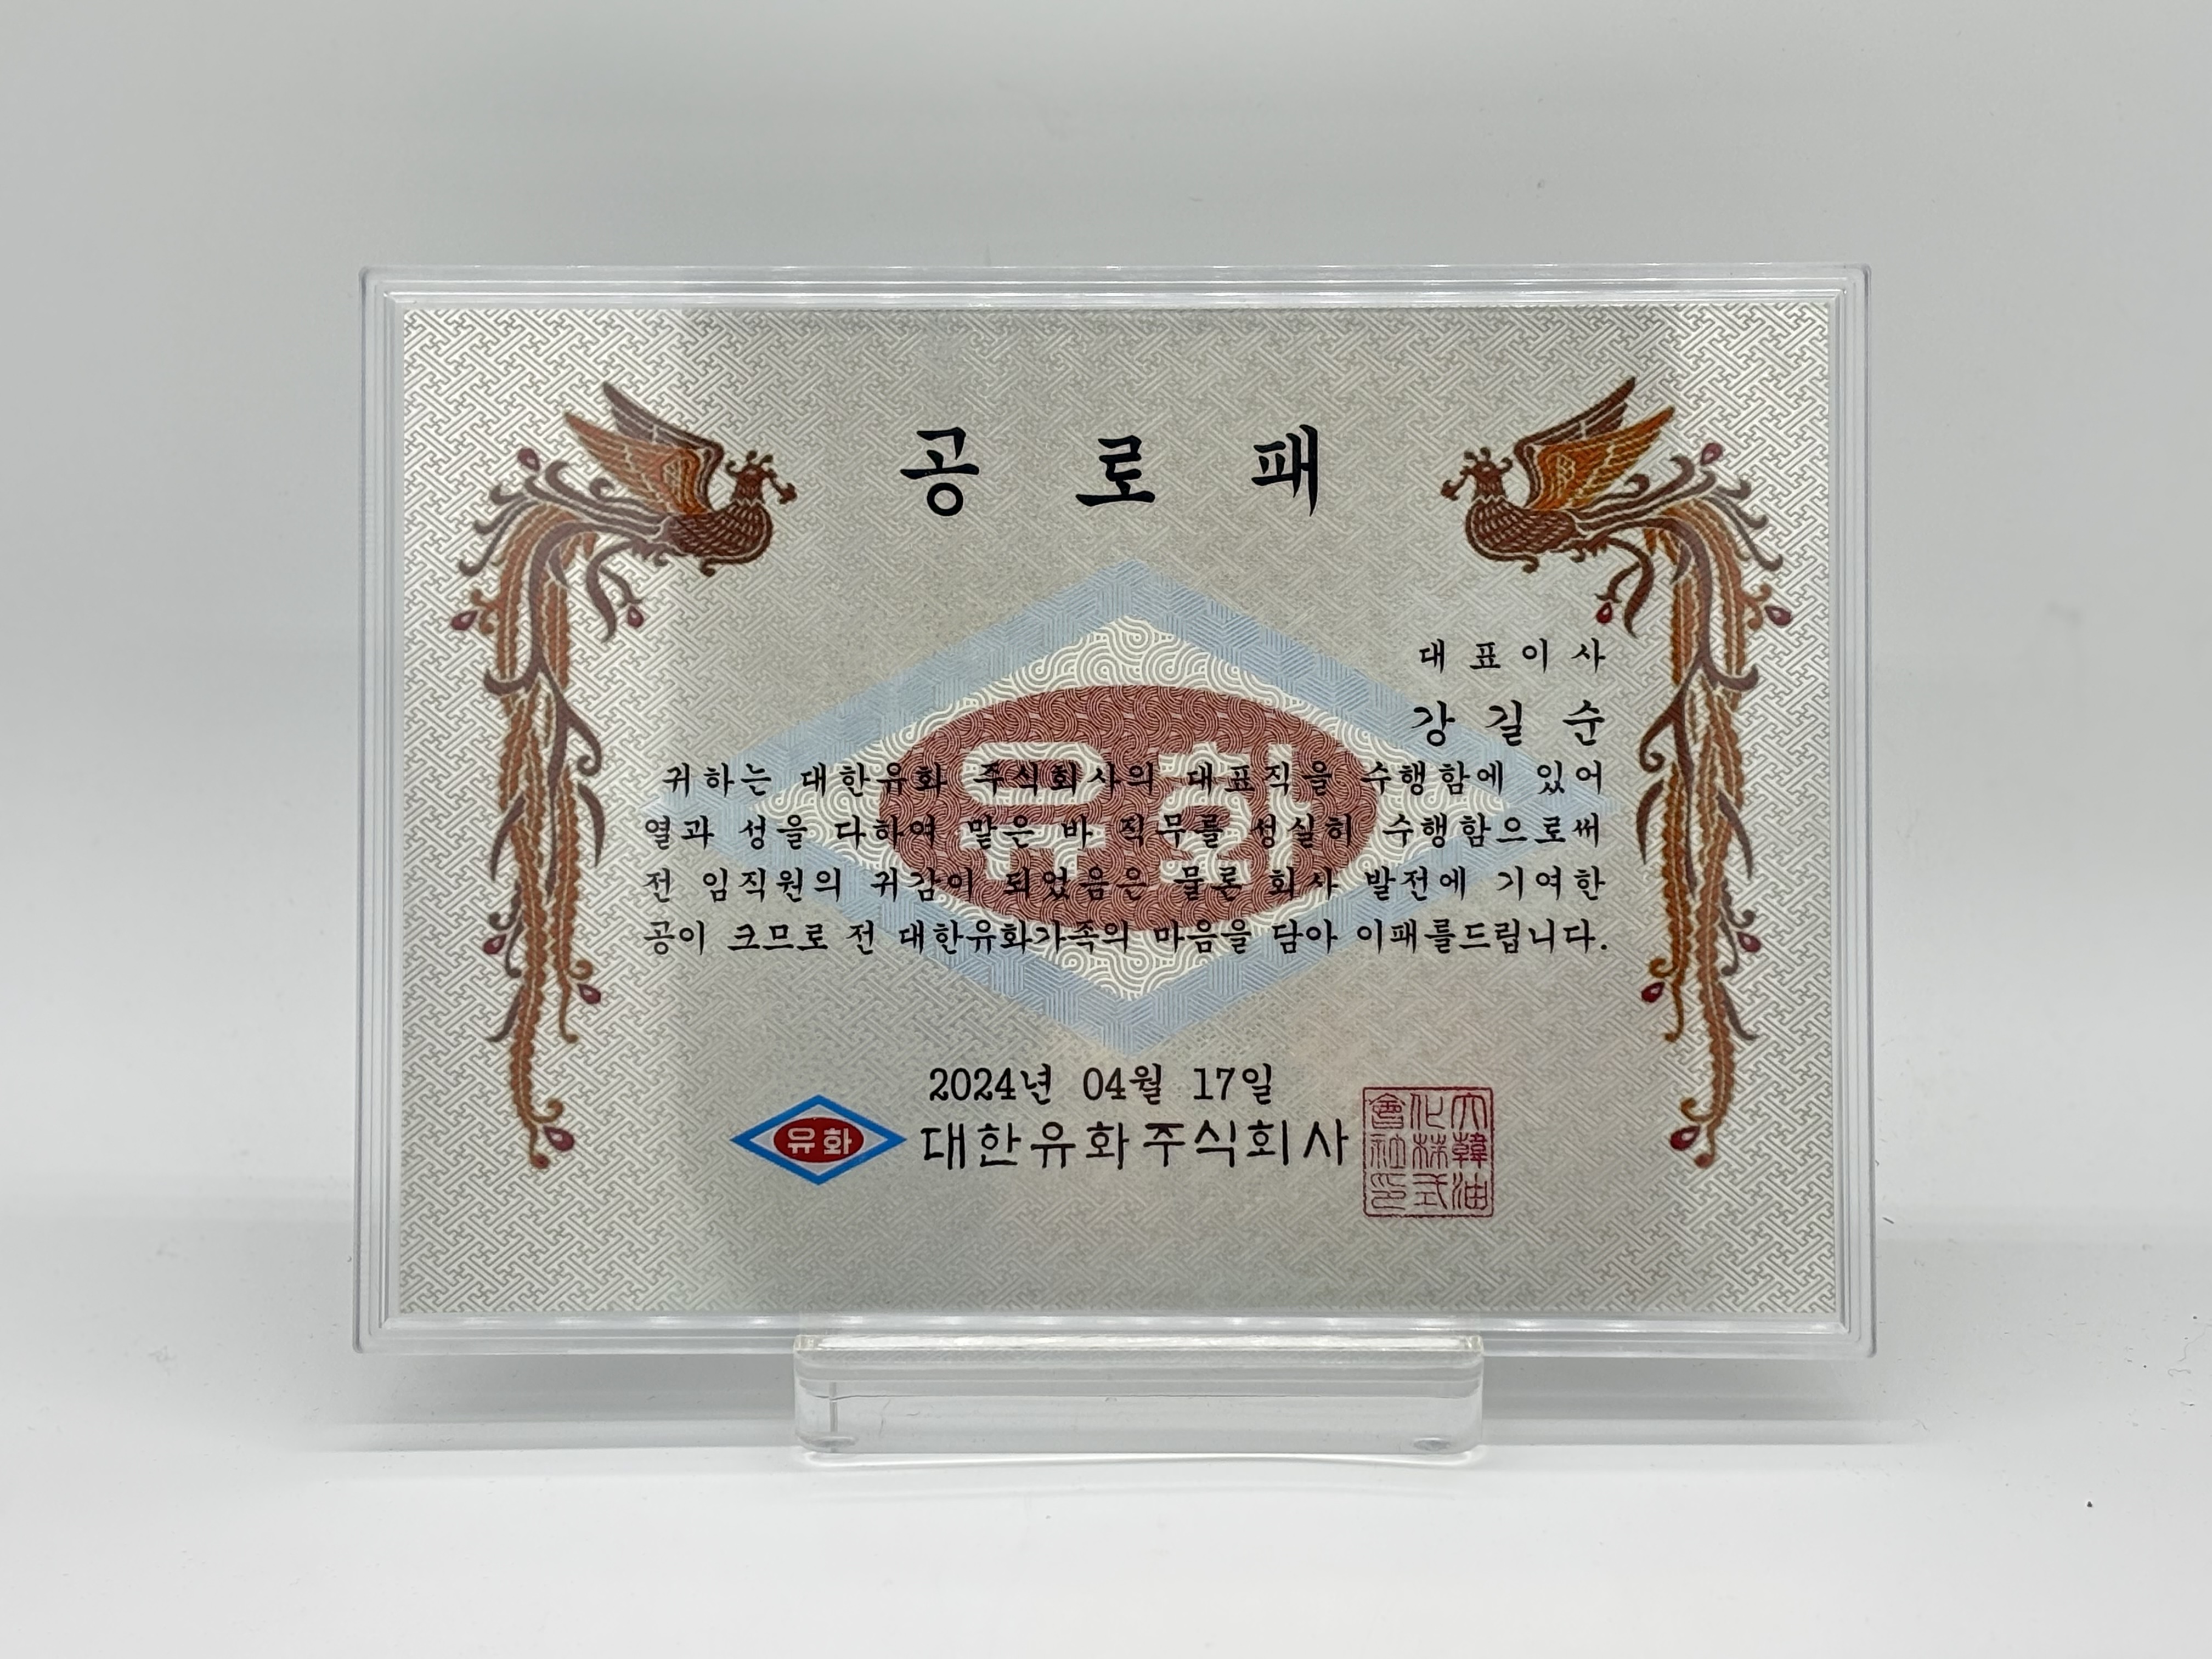 공로패
대표이사
강길순
귀하는 대한유화 주식회사의 대표직을 수행함에 있어
열과 성을 다하여 맡은 바 직무를 성실히 수행함으로써
전 임직원의 귀감이 되었음은 물론 회사 발전에 기여한
공이 크므로 전 대한유화가족의 마음을 담아 이패를드립니다.
유화
2024년 04월 17일
유화 대한유화주식회사
大韓油
化株式
會社印